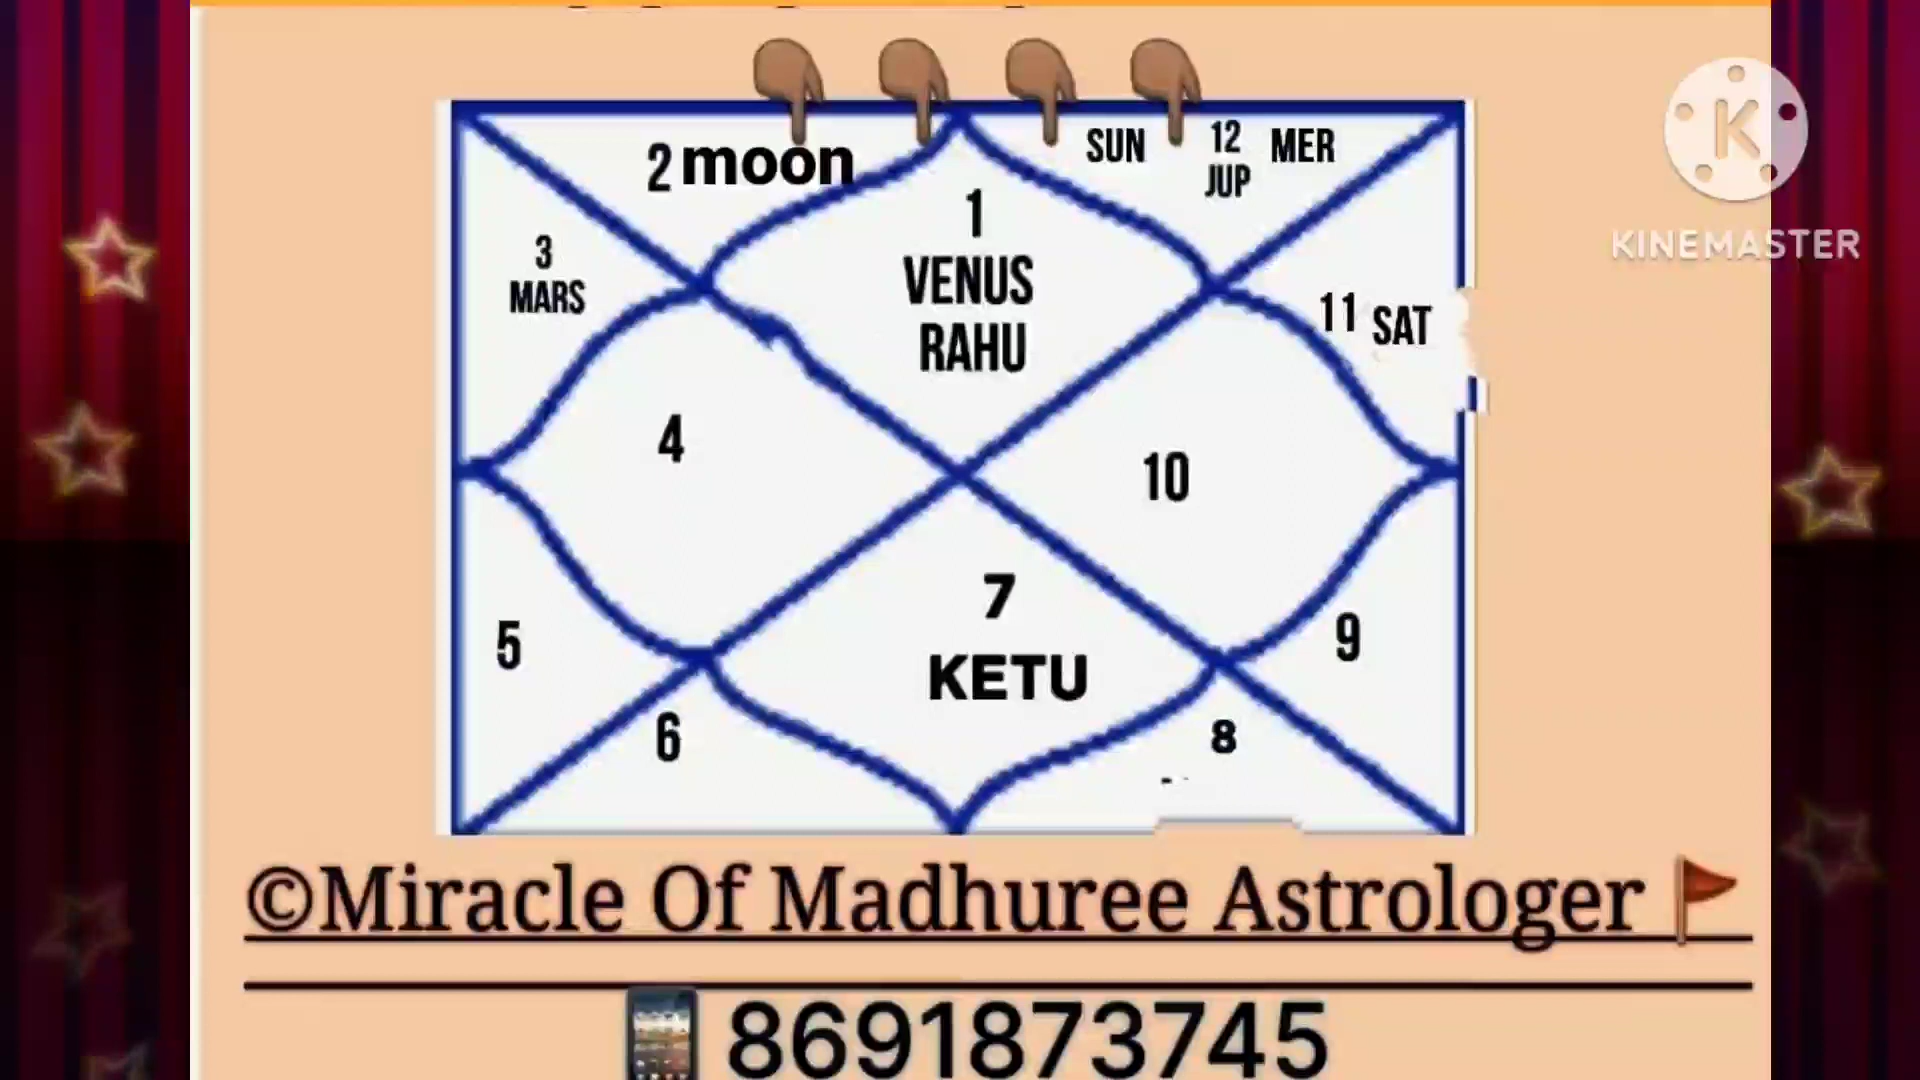 2 moon
SUN 12 MER
JUP
KINEMASTER
3
MARS
1
VENUS
RAHU
11 SAT
4
10
5
7
KETU
9
6
8
©Miracle Of Madhuree Astrologer
8691873745